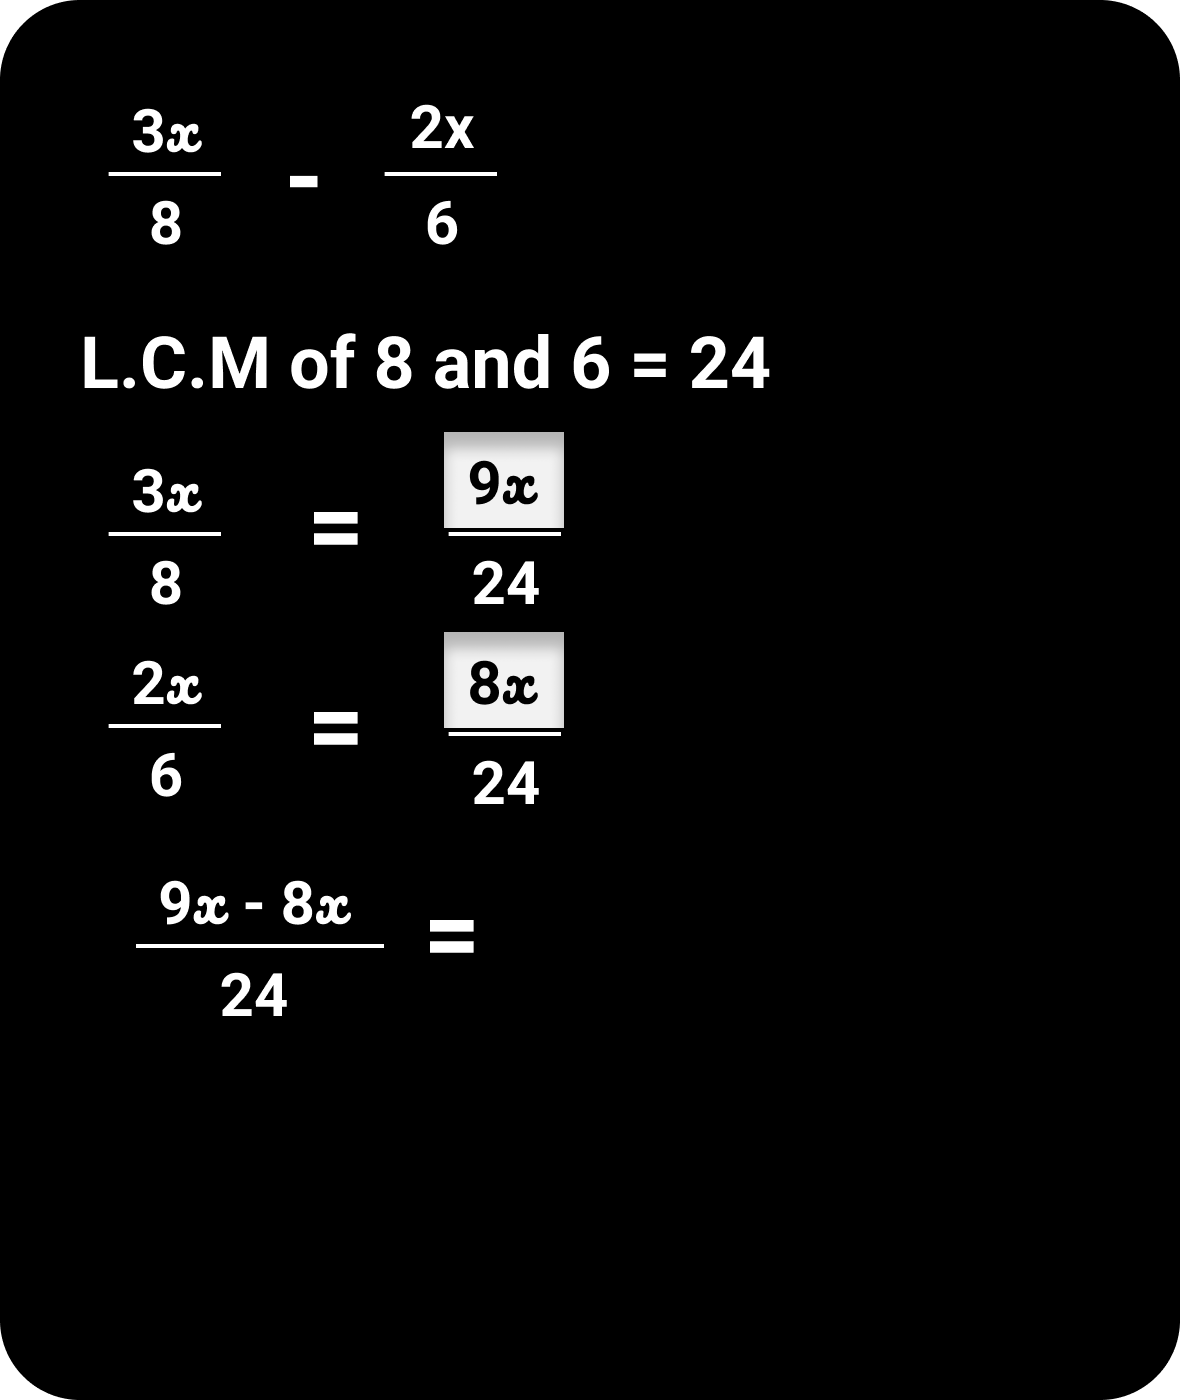 3x/8 - 2x/6
L.C.M of 8 and 6 = 24
3x/8 = 9x/24
2x/6 = 8x/24
9x - 8x/24 =